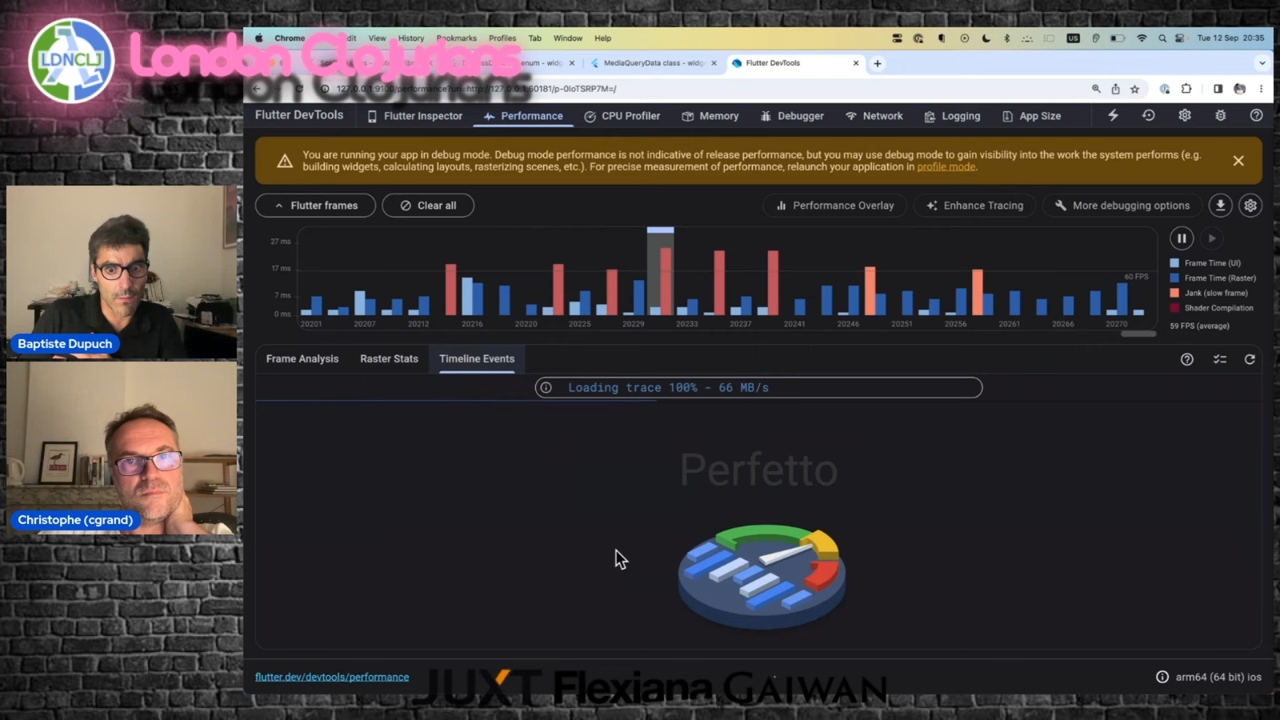 LDNCLJ
London Clojurians
Chrome
View
History
Bookmarks
Profiles
Tab
Window
Help
US
Tue 12 Sep 20:35
MediaQueryData class - widg
Flutter DevTools
Flutter DevTools
Flutter Inspector
Performance
CPU Profiler
Memory
Debugger
Network
Logging
App Size
You are running your app in debug mode. Debug mode performance is not indicative of release performance, but you may use debug mode to gain visibility into the work the system performs (e.g.
building widgets, calculating layouts, rasterizing scenes, etc.). For precise measurement of performance, relaunch your application in profile mode.
Flutter frames
Clear all
Performance Overlay
Enhance Tracing
More debugging options
27 ms
17 ms
7 ms
0 ms
60 FPS
20201
20207
20212
20216
20220
20225
20229
20233
20237
20241
20246
20251
20256
20261
20266
20270
Frame Time (UI)
Frame Time (Raster)
Jank (slow frame)
Shader Compilation
59 FPS (average)
Frame Analysis
Raster Stats
Timeline Events
Loading trace 100% - 66 MB/s
Perfetto
Baptiste Dupuch
Christophe (cgrand)
flutter.dev/devtools/performance
arm64 (64 bit) ios
JUXT Flexiana GAIWAN